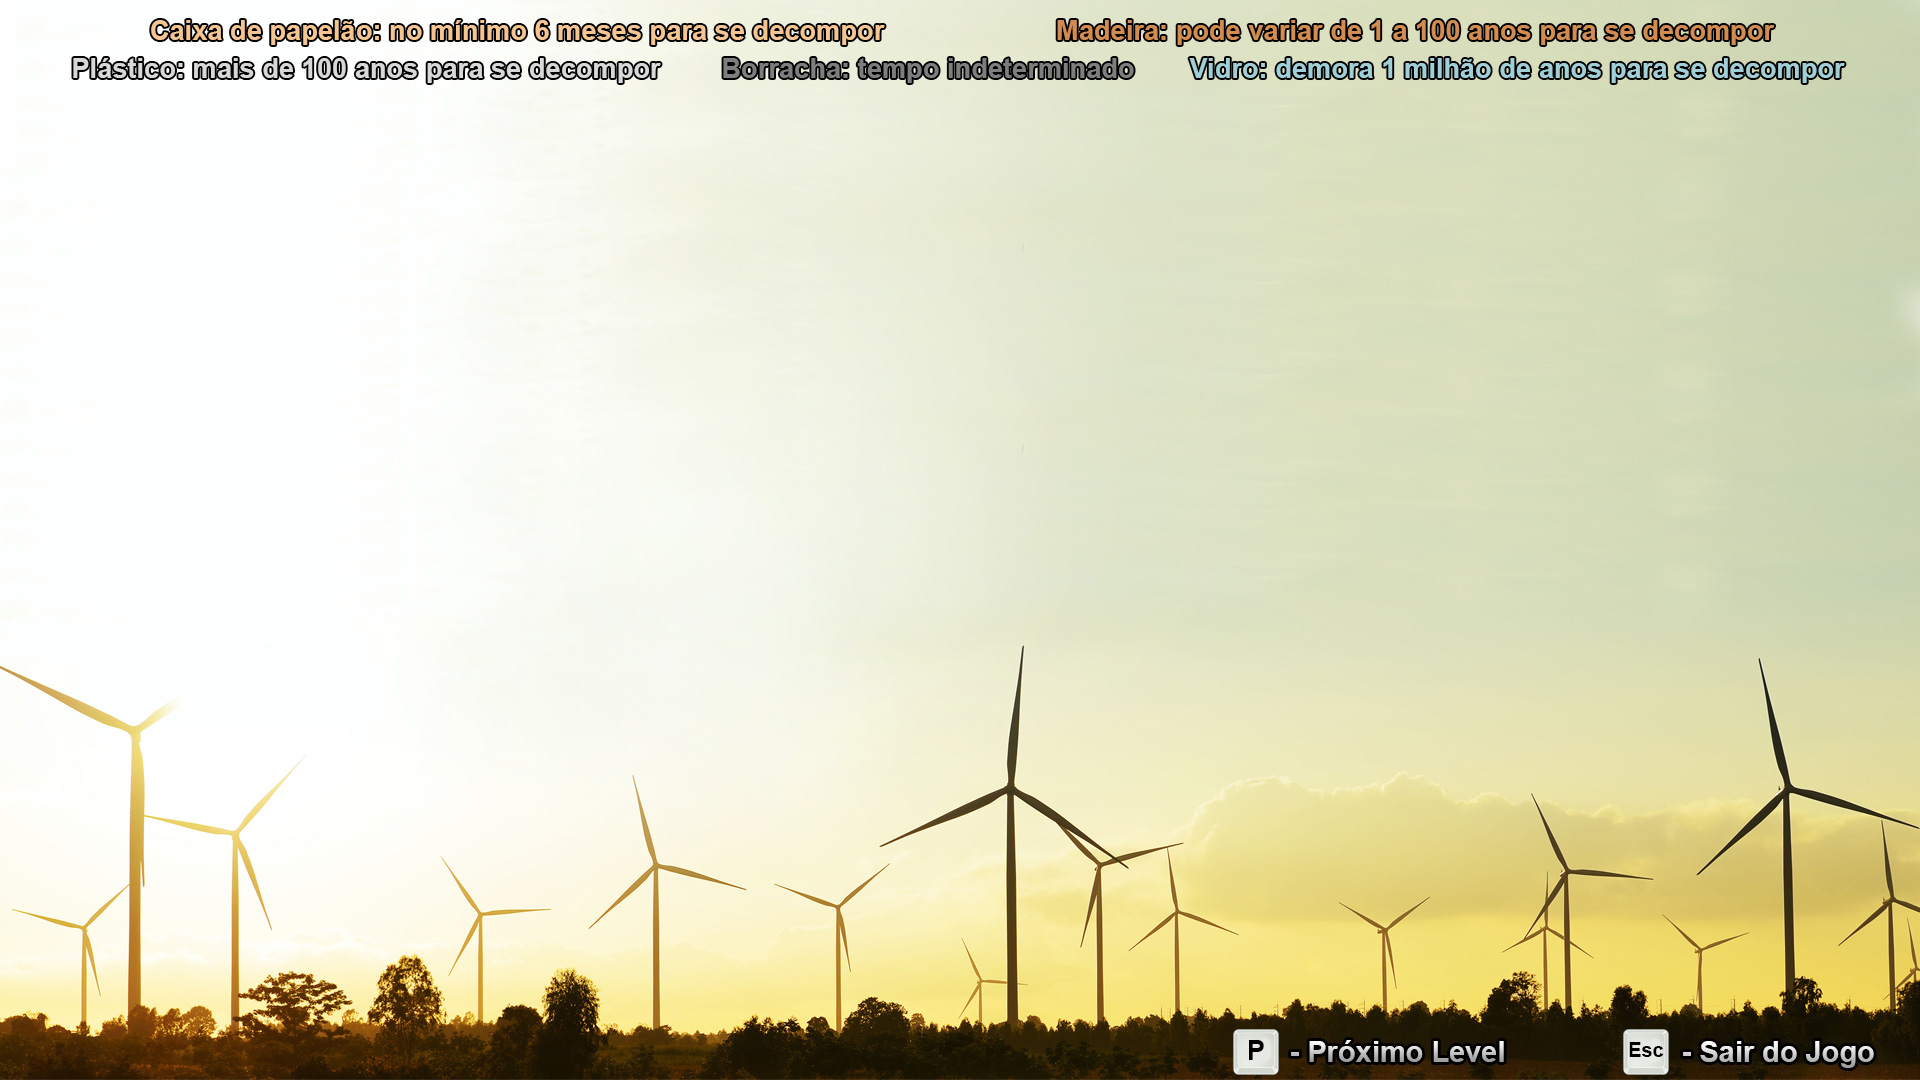 Caixa de papelão: no mínimo 6 meses para se decompor
Madeira: pode variar de 1 a 100 anos para se decompor
Plástico: mais de 100 anos para se decompor
Borracha: tempo indeterminado
Vidro: demora 1 milhão de anos para se decompor
P - Próximo Level
Esc - Sair do Jogo